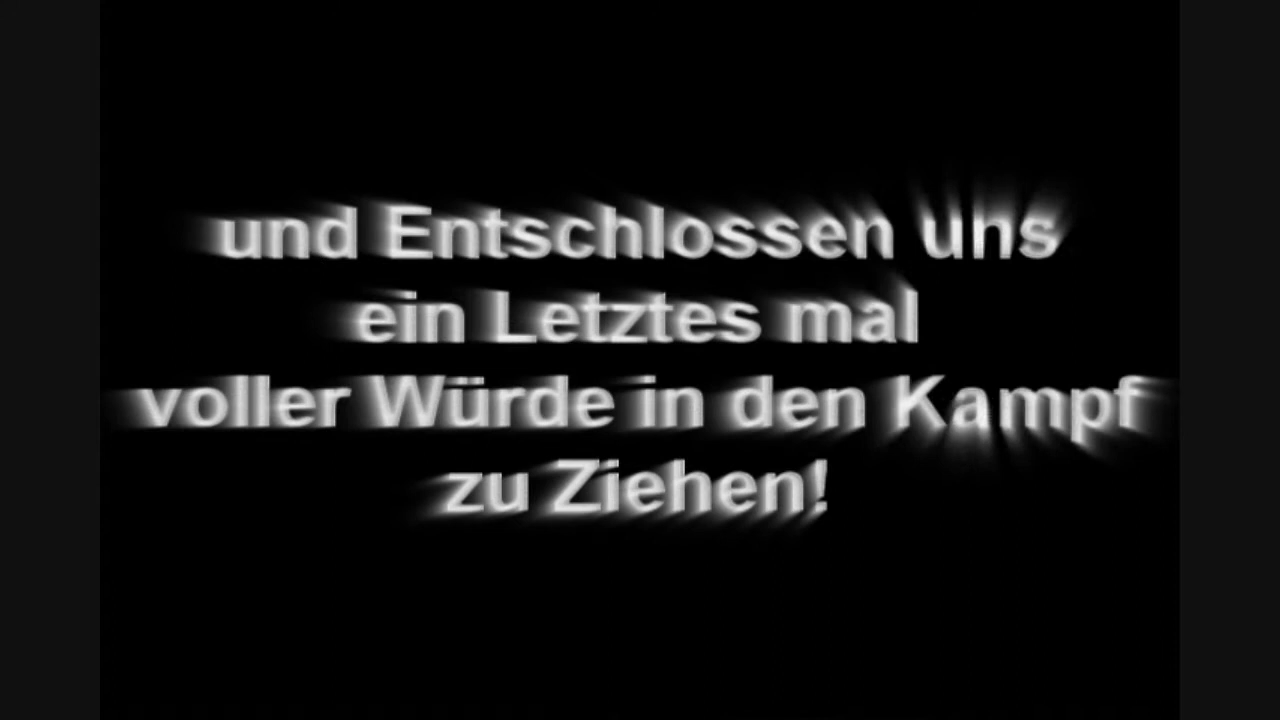 und Entschlossen uns
ein Letztes mal
voller Würde in den Kampf
zu Ziehen!